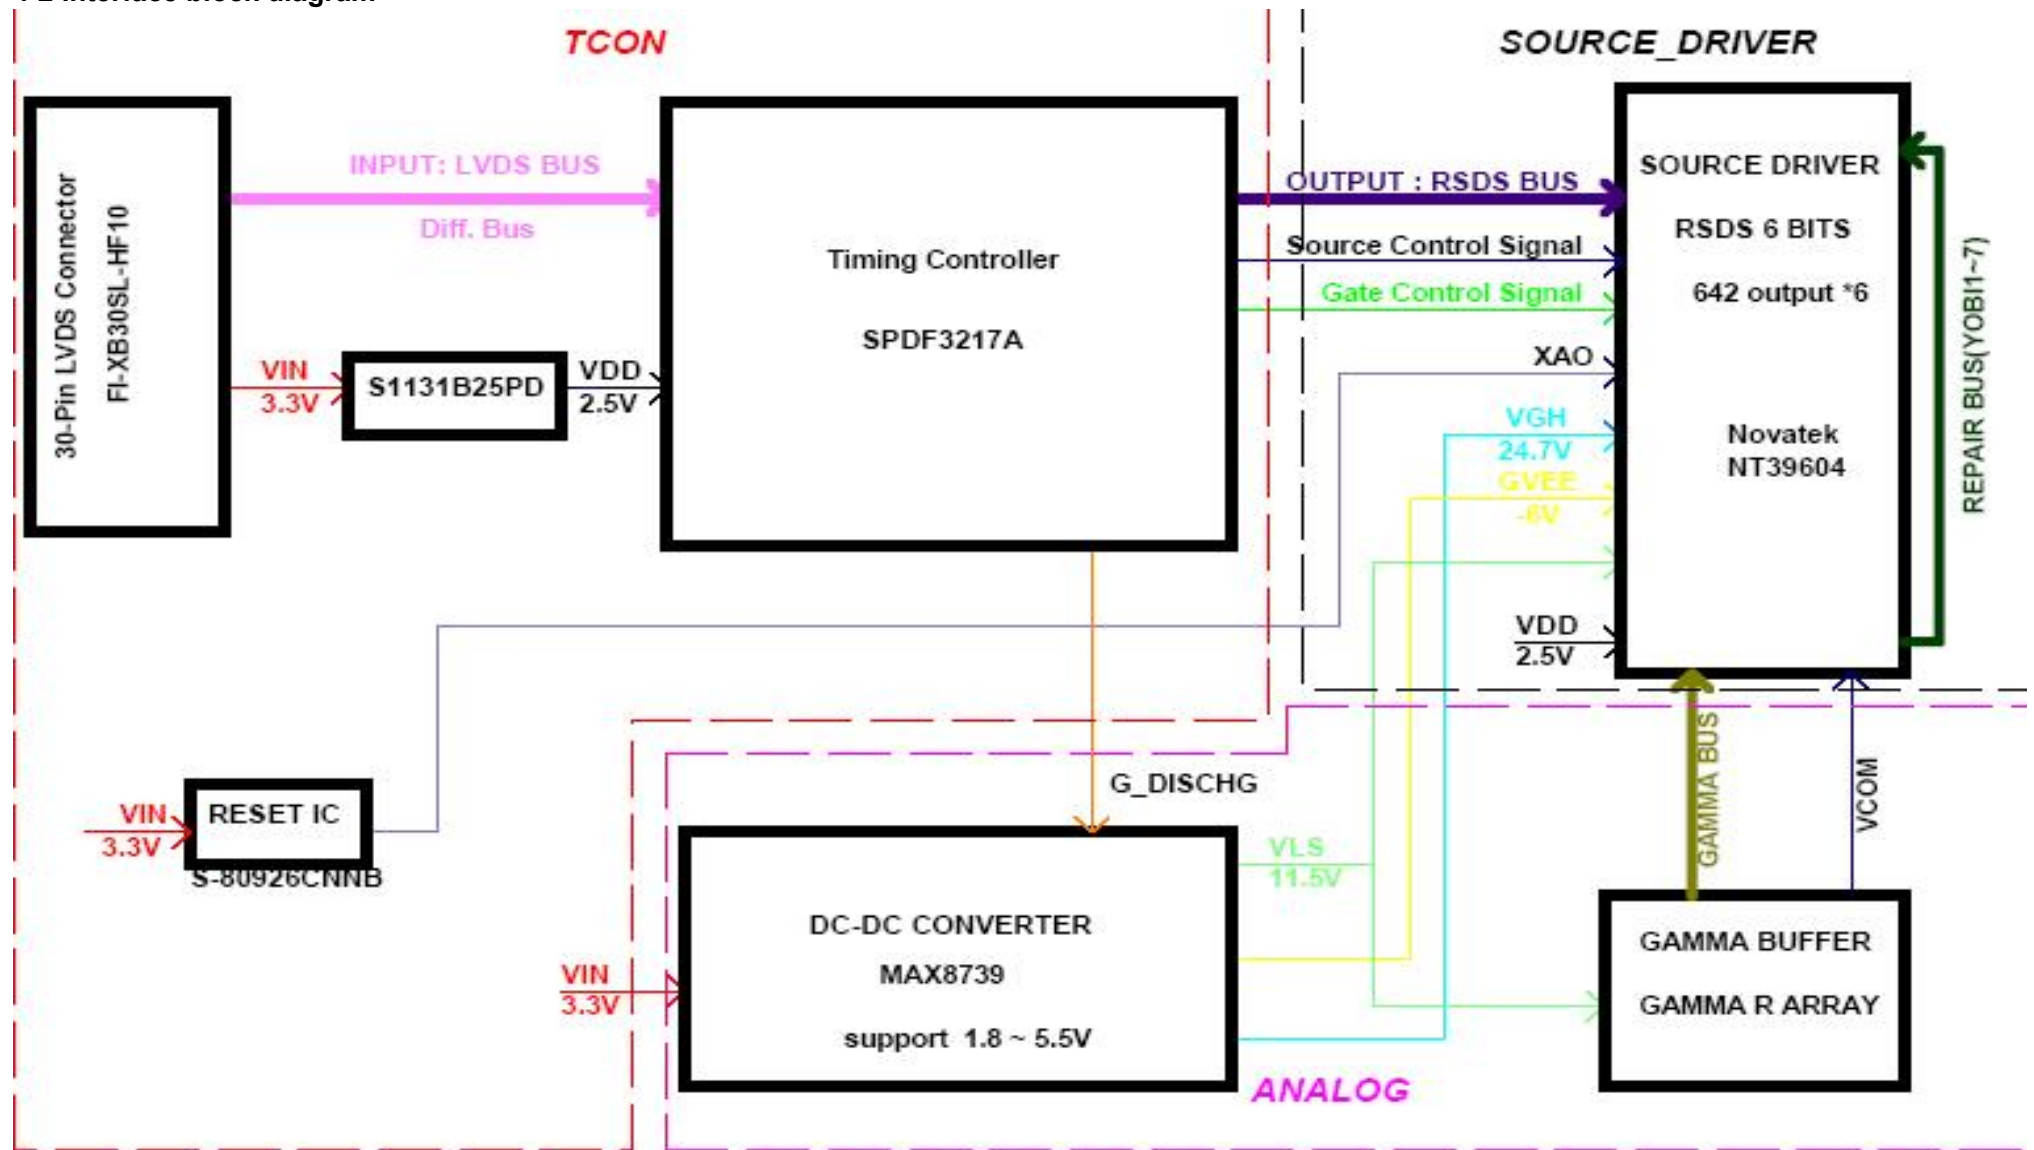 TCON
SOURCE_DRIVER
30-Pin LVDS Connector
FI-XB30SL-HF10
INPUT: LVDS BUS
Diff. Bus
VIN
3.3V
S1131B25PD
VDD
2.5V
Timing Controller
SPDF3217A
OUTPUT : RSDS BUS
Source Control Signal
Gate Control Signal
XAO
VGH
24.7V
GVEE
-6V
VDD
2.5V
SOURCE DRIVER
RSDS 6 BITS
642 output *6
Novatek
NT39604
REPAIR BUS(YOBI1~7)
VIN
3.3V
RESET IC
S-80926CNNB
G_DISCHG
VLS
11.5V
VIN
3.3V
DC-DC CONVERTER
MAX8739
support 1.8 ~ 5.5V
ANALOG
GAMMA BUS
VCOM
GAMMA BUFFER
GAMMA R ARRAY